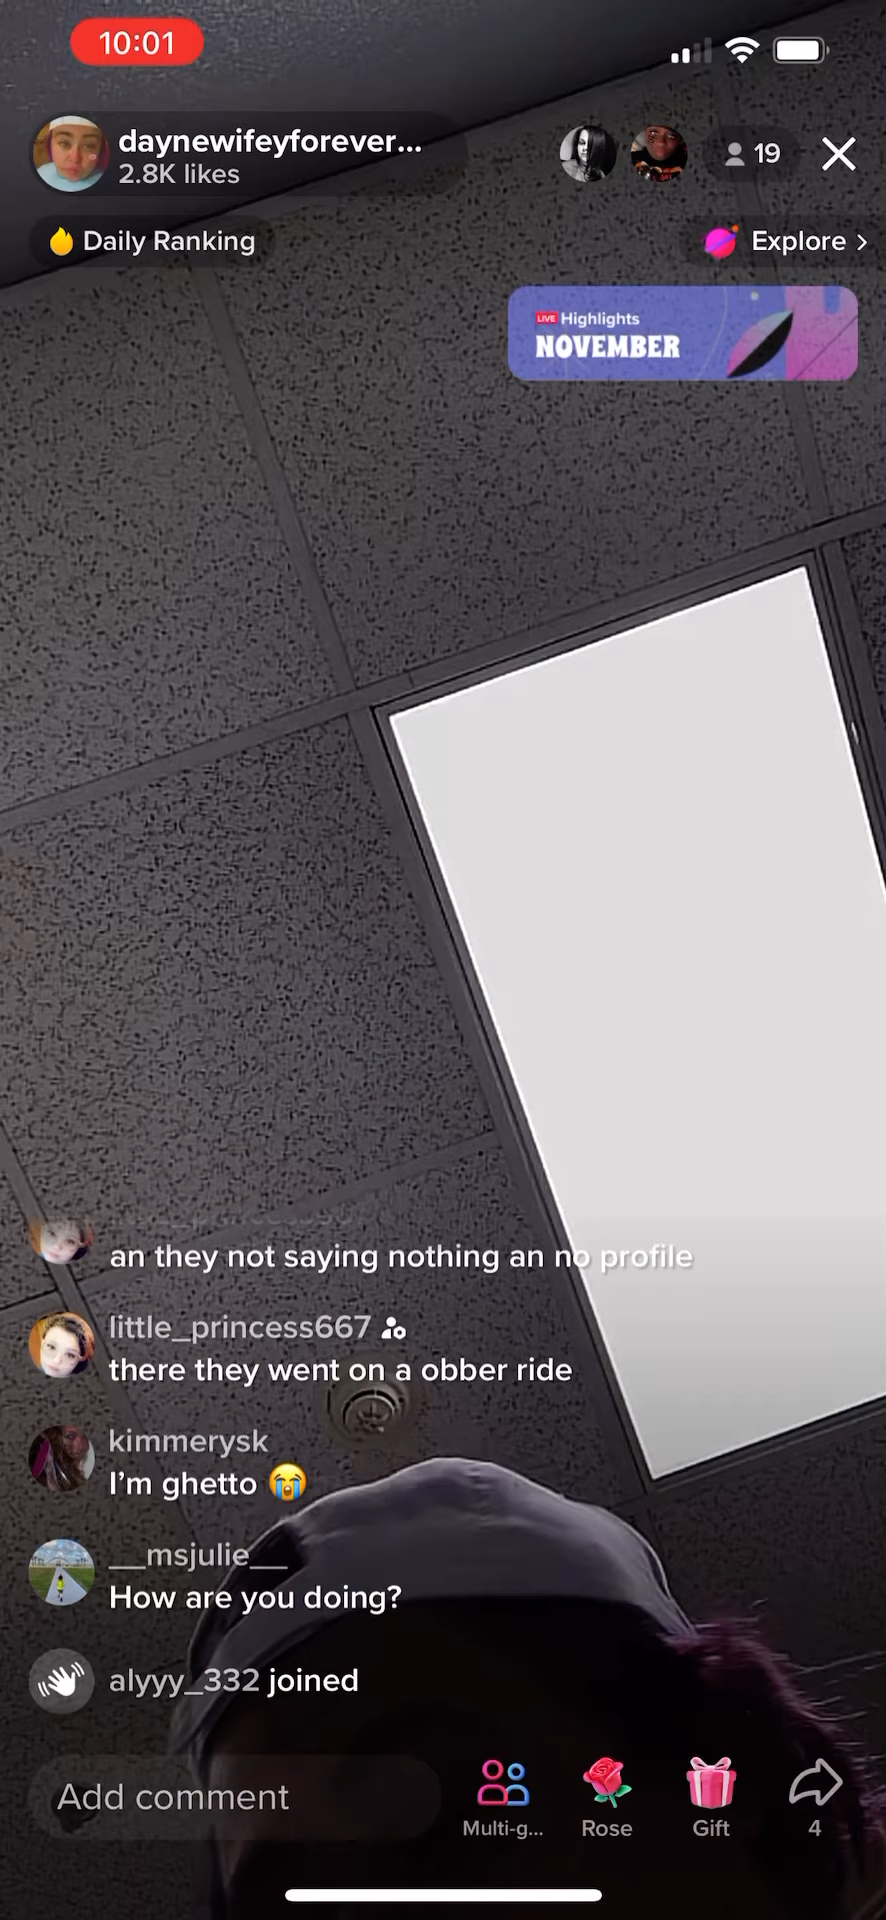 10:01
daynewifeyforever...
2.8K likes
19
Daily Ranking
Explore >
LIVE Highlights
NOVEMBER
an they not saying nothing an no profile
little_princess667
there they went on a obber ride
kimmerysk
I'm ghetto 😭
__msjulie__
How are you doing?
alyyy_332 joined
Add comment
Multi-g...
Rose
Gift
4